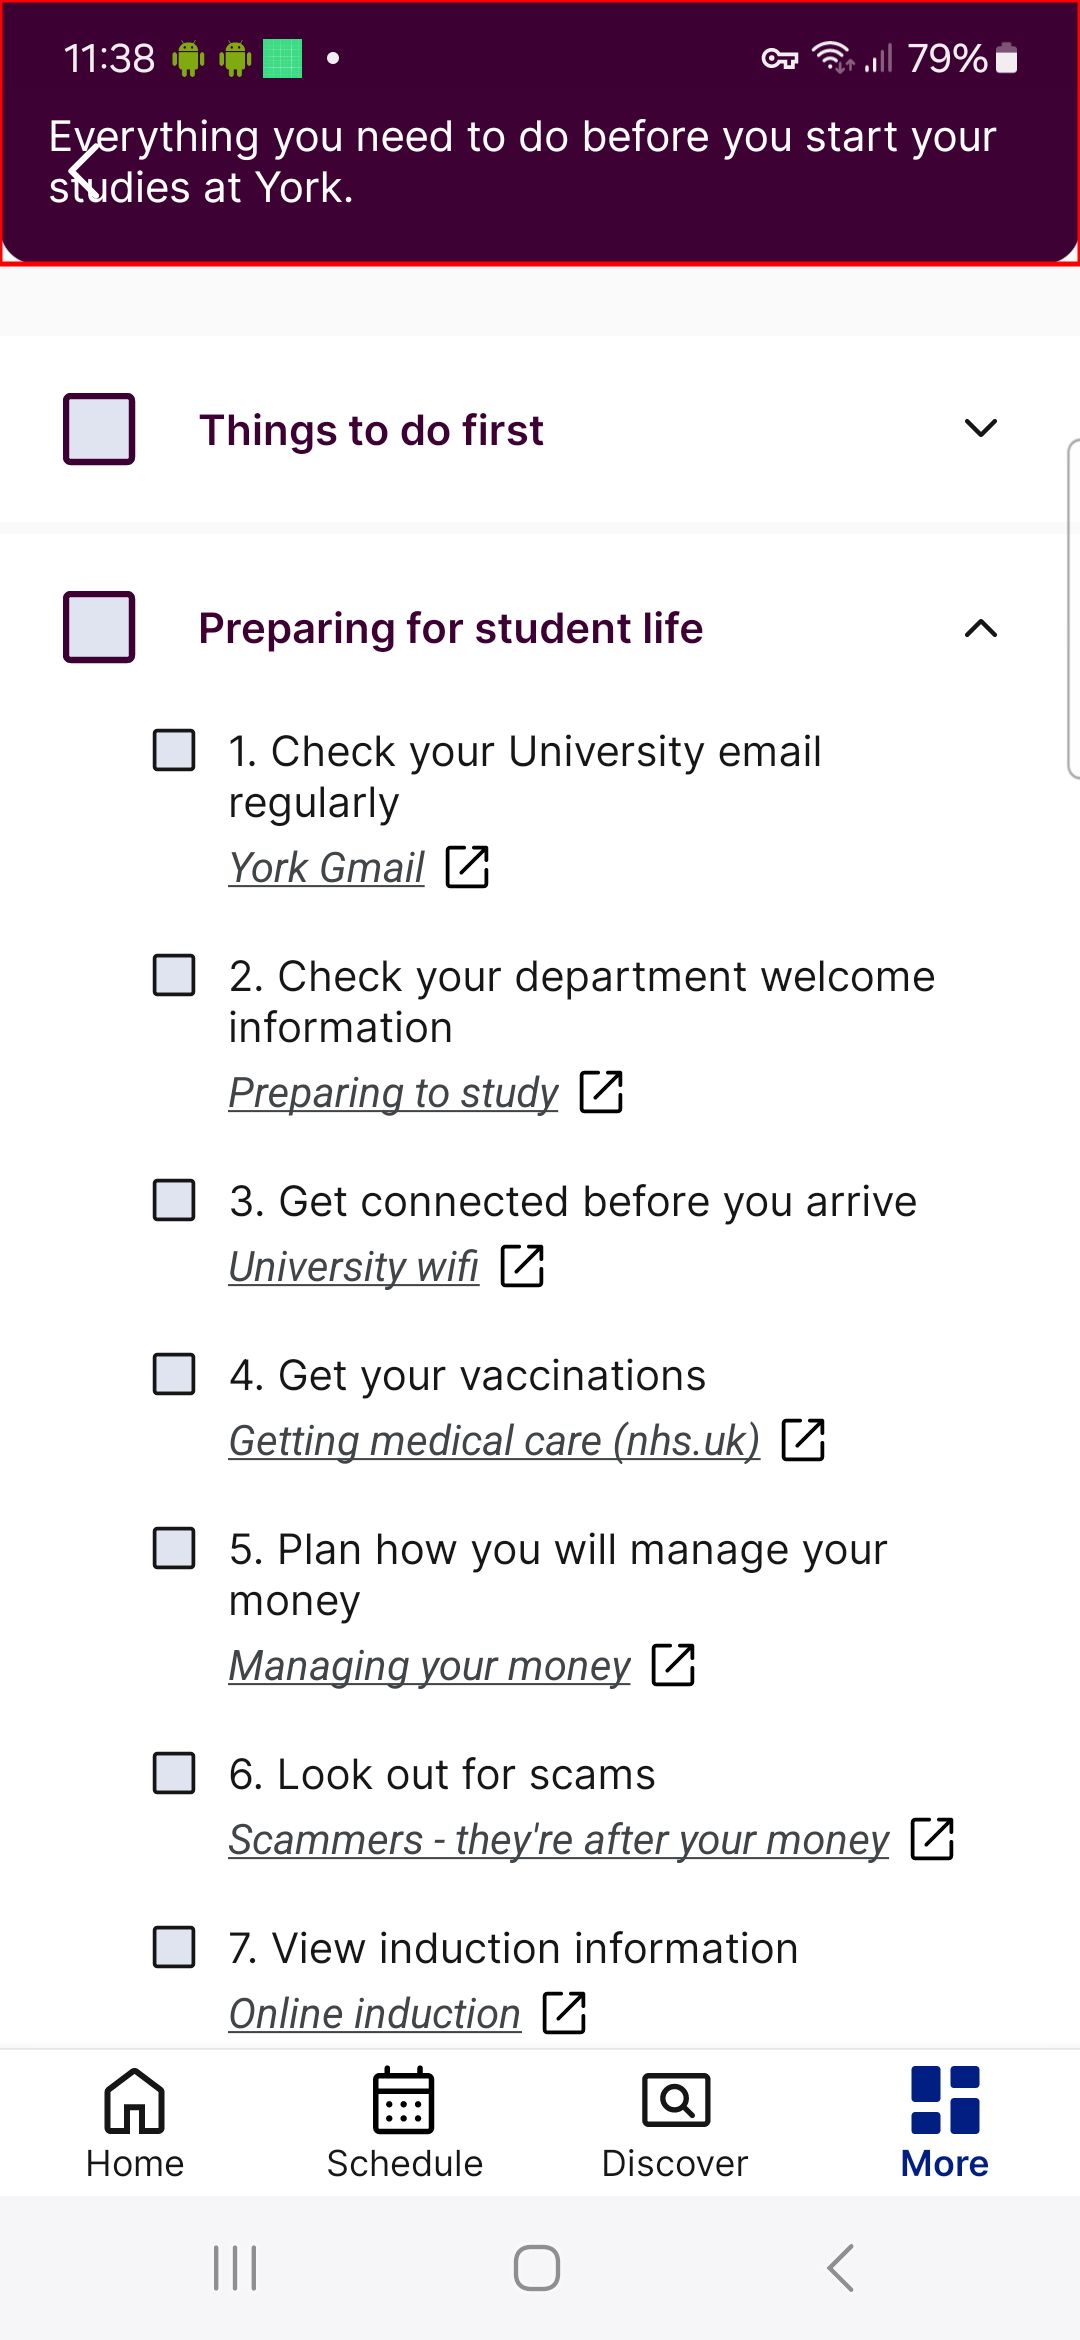 11:38
79%
Everything you need to do before you start your
studies at York.
Things to do first
Preparing for student life
1. Check your University email
regularly
York Gmail
2. Check your department welcome
information
Preparing to study
3. Get connected before you arrive
University wifi
4. Get your vaccinations
Getting medical care (nhs.uk)
5. Plan how you will manage your
money
Managing your money
6. Look out for scams
Scammers - they're after your money
7. View induction information
Online induction
Home
Schedule
Discover
More